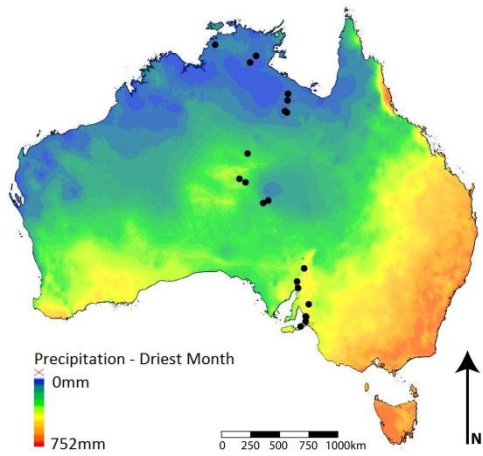 Precipitation - Driest Month
0mm
752mm
0 250 500 750 1000km
N